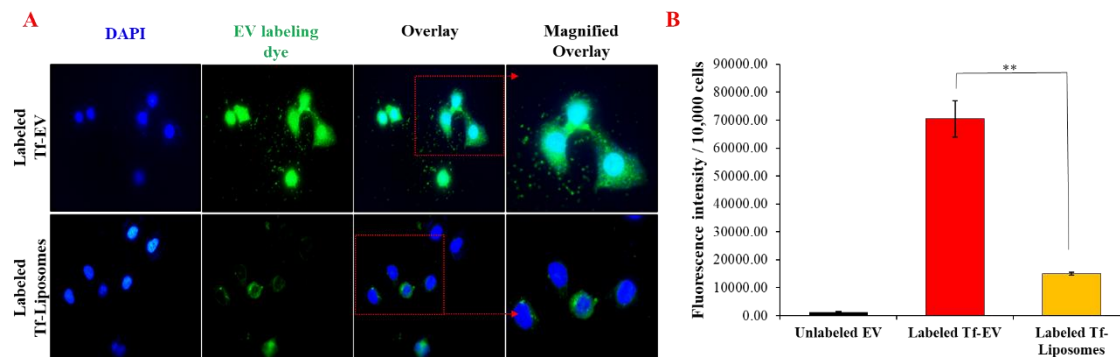 A
DAPI
EV labeling
dye
Overlay
Magnified
Overlay
Labeled
Tf-EV
Labeled
Tf-Liposomes
B
Fluorescence intensity / 10,000 cells
90000.00
80000.00
70000.00
60000.00
50000.00
40000.00
30000.00
20000.00
10000.00
0.00
**
Unlabeled EV
Labeled Tf-EV
Labeled Tf-
Liposomes